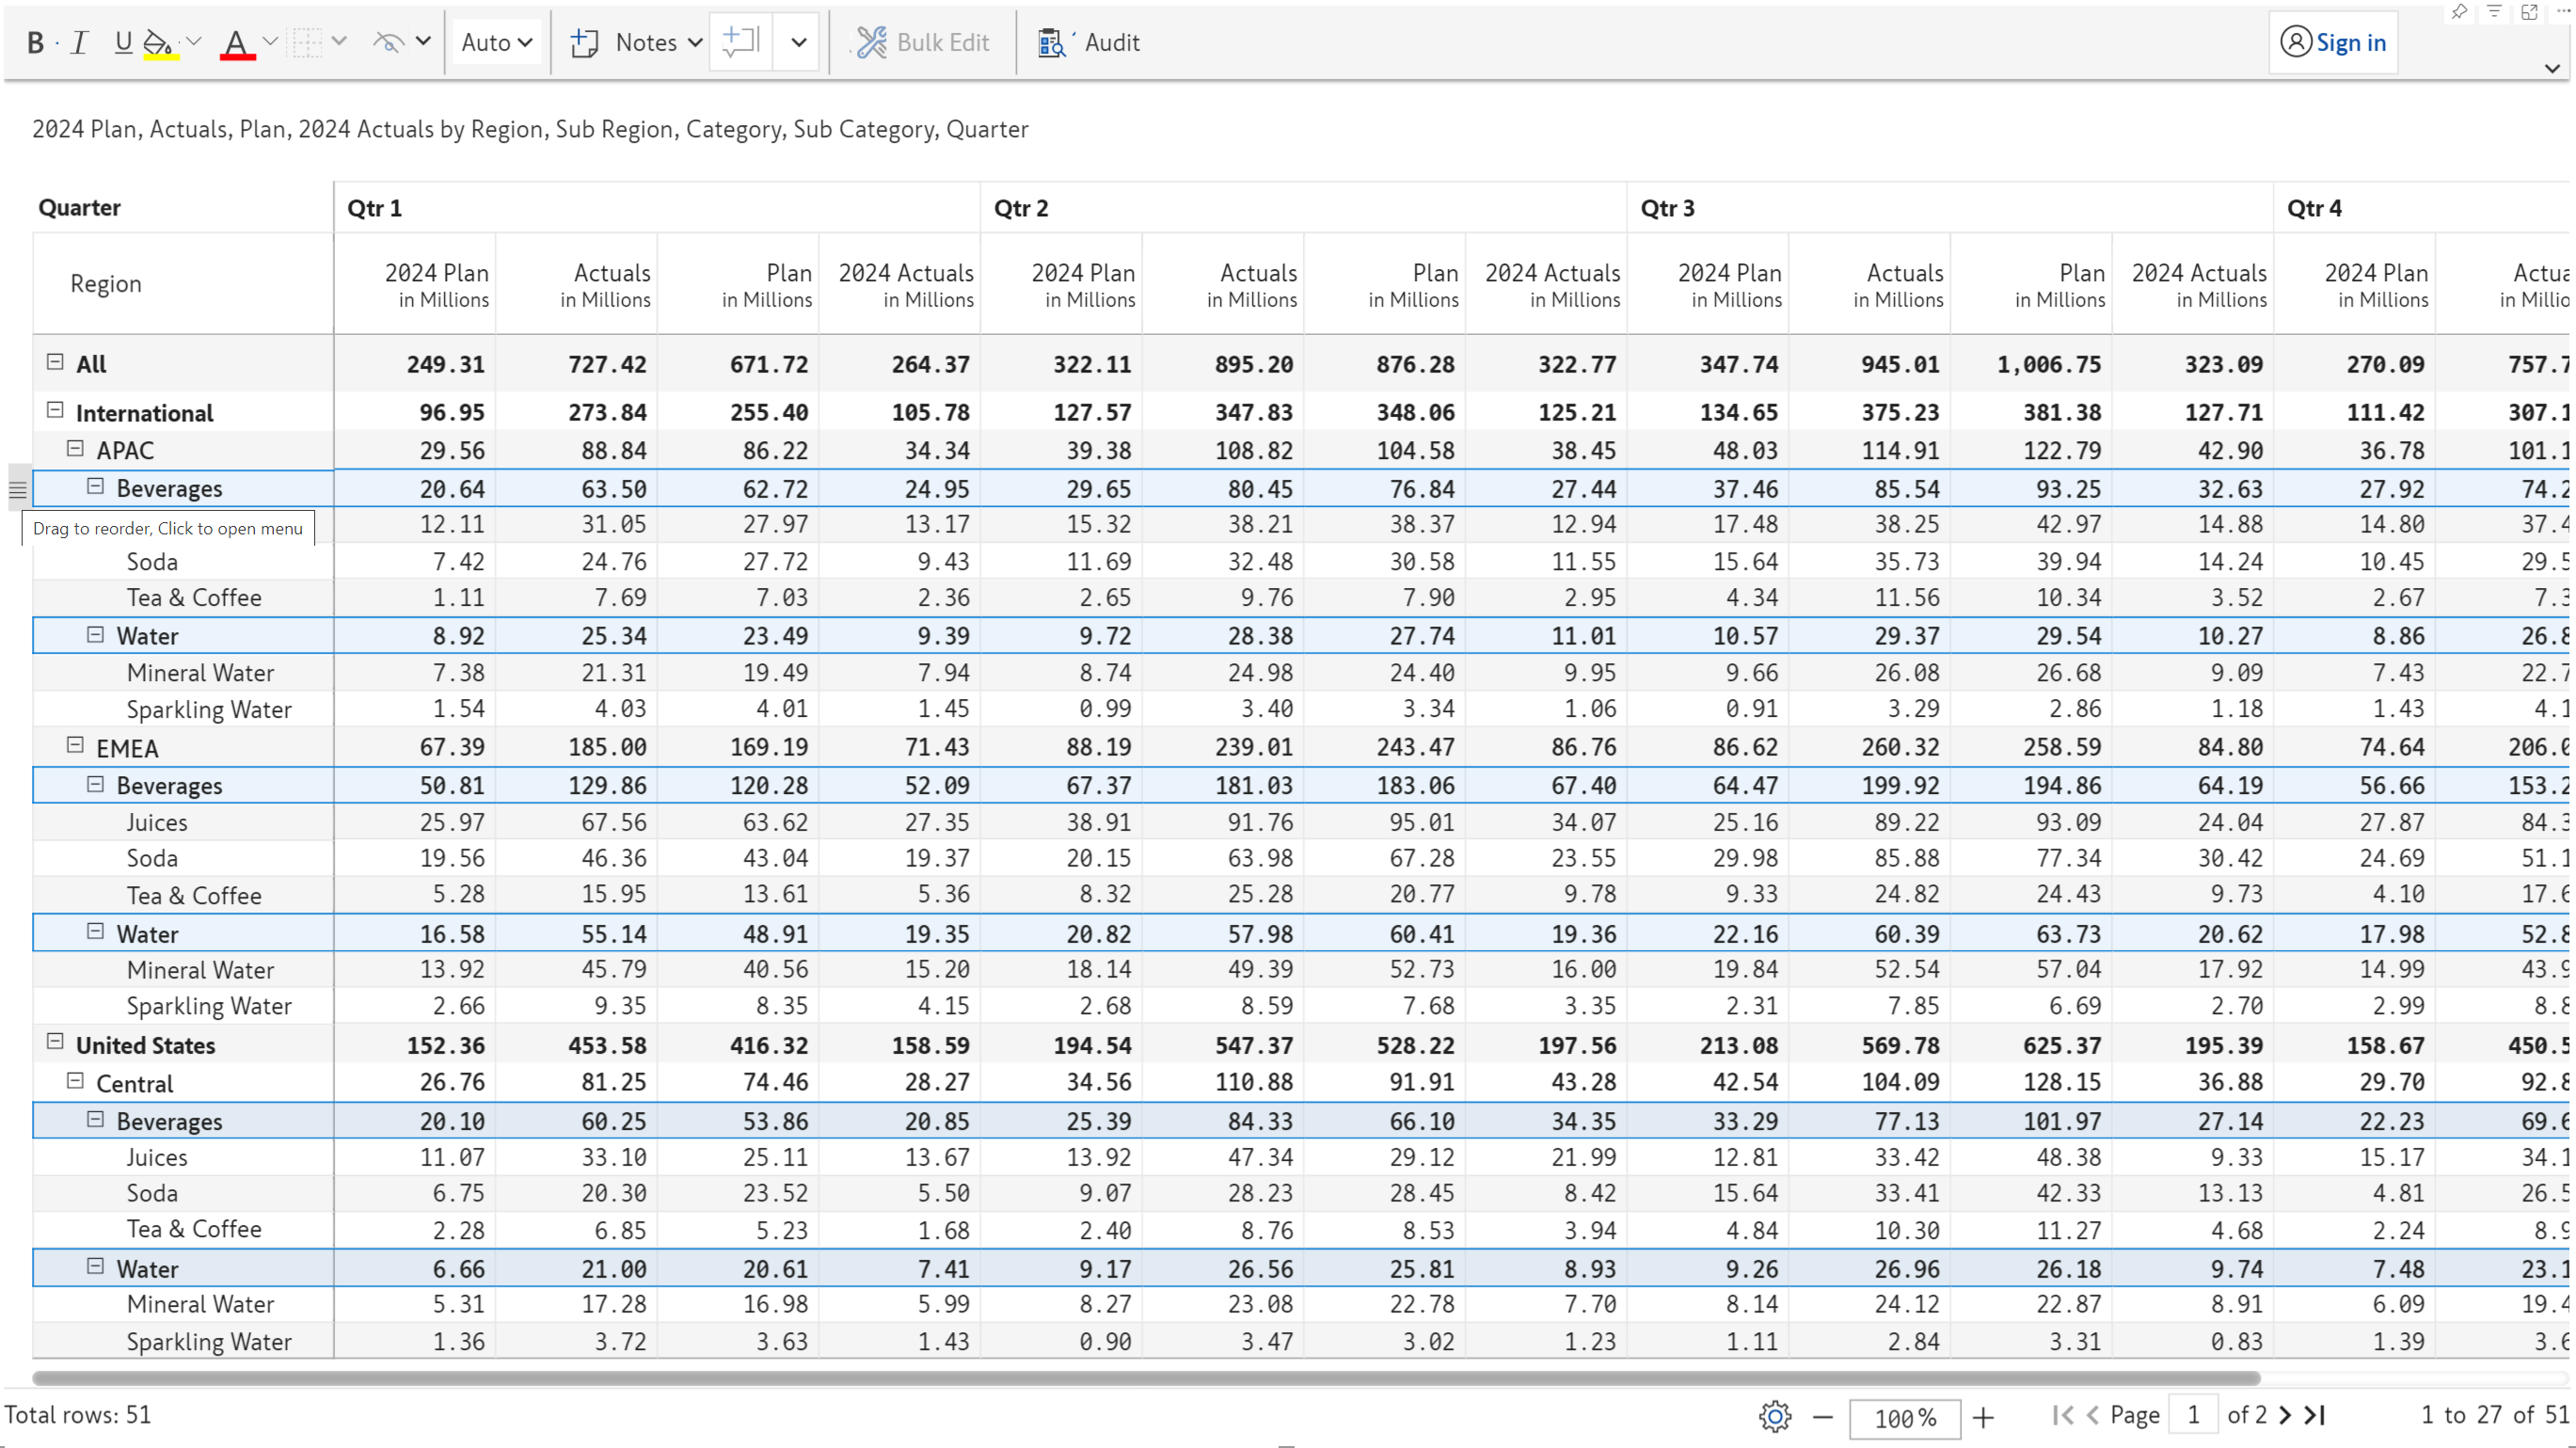 B I U A Auto Notes Bulk Edit Audit Sign in
2024 Plan, Actuals, Plan, 2024 Actuals by Region, Sub Region, Category, Sub Category, Quarter
Quarter Qtr 1 Qtr 2 Qtr 3 Qtr 4
Region 2024 Plan Actuals Plan 2024 Actuals 2024 Plan Actuals Plan 2024 Actuals 2024 Plan Actuals Plan 2024 Actuals 2024 Plan Actua
in Millions in Millions in Millions in Millions in Millions in Millions in Millions in Millions in Millions in Millions in Millions in Millions in Millions in Millio
All 249.31 727.42 671.72 264.37 322.11 895.20 876.28 322.77 347.74 945.01 1,006.75 323.09 270.09 757.7
International 96.95 273.84 255.40 105.78 127.57 347.83 348.06 125.21 134.65 375.23 381.38 127.71 111.42 307.1
APAC 29.56 88.84 86.22 34.34 39.38 108.82 104.58 38.45 48.03 114.91 122.79 42.90 36.78 101.1
Beverages 20.64 63.50 62.72 24.95 29.65 80.45 76.84 27.44 37.46 85.54 93.25 32.63 27.92 74.2
Drag to reorder, Click to open menu 12.11 31.05 27.97 13.17 15.32 38.21 38.37 12.94 17.48 38.25 42.97 14.88 14.80 37.4
Soda 7.42 24.76 27.72 9.43 11.69 32.48 30.58 11.55 15.64 35.73 39.94 14.24 10.45 29.5
Tea & Coffee 1.11 7.69 7.03 2.36 2.65 9.76 7.90 2.95 4.34 11.56 10.34 3.52 2.67 7.3
Water 8.92 25.34 23.49 9.39 9.72 28.38 27.74 11.01 10.57 29.37 29.54 10.27 8.86 26.8
Mineral Water 7.38 21.31 19.49 7.94 8.74 24.98 24.40 9.95 9.66 26.08 26.68 9.09 7.43 22.7
Sparkling Water 1.54 4.03 4.01 1.45 0.99 3.40 3.34 1.06 0.91 3.29 2.86 1.18 1.43 4.1
EMEA 67.39 185.00 169.19 71.43 88.19 239.01 243.47 86.76 86.62 260.32 258.59 84.80 74.64 206.0
Beverages 50.81 129.86 120.28 52.09 67.37 181.03 183.06 67.40 64.47 199.92 194.86 64.19 56.66 153.2
Juices 25.97 67.56 63.62 27.35 38.91 91.76 95.01 34.07 25.16 89.22 93.09 24.04 27.87 84.3
Soda 19.56 46.36 43.04 19.37 20.15 63.98 67.28 23.55 29.98 85.88 77.34 30.42 24.69 51.1
Tea & Coffee 5.28 15.95 13.61 5.36 8.32 25.28 20.77 9.78 9.33 24.82 24.43 9.73 4.10 17.6
Water 16.58 55.14 48.91 19.35 20.82 57.98 60.41 19.36 22.16 60.39 63.73 20.62 17.98 52.8
Mineral Water 13.92 45.79 40.56 15.20 18.14 49.39 52.73 16.00 19.84 52.54 57.04 17.92 14.99 43.9
Sparkling Water 2.66 9.35 8.35 4.15 2.68 8.59 7.68 3.35 2.31 7.85 6.69 2.70 2.99 8.8
United States 152.36 453.58 416.32 158.59 194.54 547.37 528.22 197.56 213.08 569.78 625.37 195.39 158.67 450.5
Central 26.76 81.25 74.46 28.27 34.56 110.88 91.91 43.28 42.54 104.09 128.15 36.88 29.70 92.8
Beverages 20.10 60.25 53.86 20.85 25.39 84.33 66.10 34.35 33.29 77.13 101.97 27.14 22.23 69.6
Juices 11.07 33.10 25.11 13.67 13.92 47.34 29.12 21.99 12.81 33.42 48.38 9.33 15.17 34.1
Soda 6.75 20.30 23.52 5.50 9.07 28.23 28.45 8.42 15.64 33.41 42.33 13.13 4.81 26.5
Tea & Coffee 2.28 6.85 5.23 1.68 2.40 8.76 8.53 3.94 4.84 10.30 11.27 4.68 2.24 8.9
Water 6.66 21.00 20.61 7.41 9.17 26.56 25.81 8.93 9.26 26.96 26.18 9.74 7.48 23.1
Mineral Water 5.31 17.28 16.98 5.99 8.27 23.08 22.78 7.70 8.14 24.12 22.87 8.91 6.09 19.4
Sparkling Water 1.36 3.72 3.63 1.43 0.90 3.47 3.02 1.23 1.11 2.84 3.31 0.83 1.39 3.6
Total rows: 51 100% Page 1 of 2 1 to 27 of 51